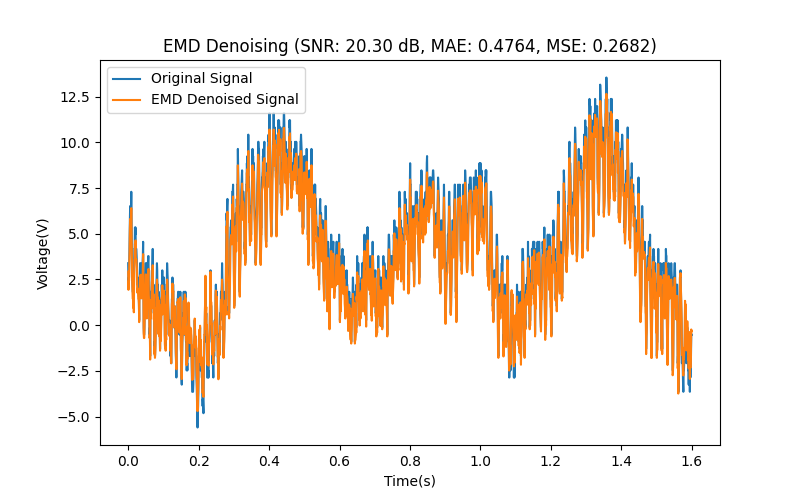 EMD Denoising (SNR: 20.30 dB, MAE: 0.4764, MSE: 0.2682)
Original Signal
EMD Denoised Signal
12.5
10.0
7.5
5.0
2.5
0.0
−2.5
−5.0
Voltage(V)
0.0 0.2 0.4 0.6 0.8 1.0 1.2 1.4 1.6
Time(s)